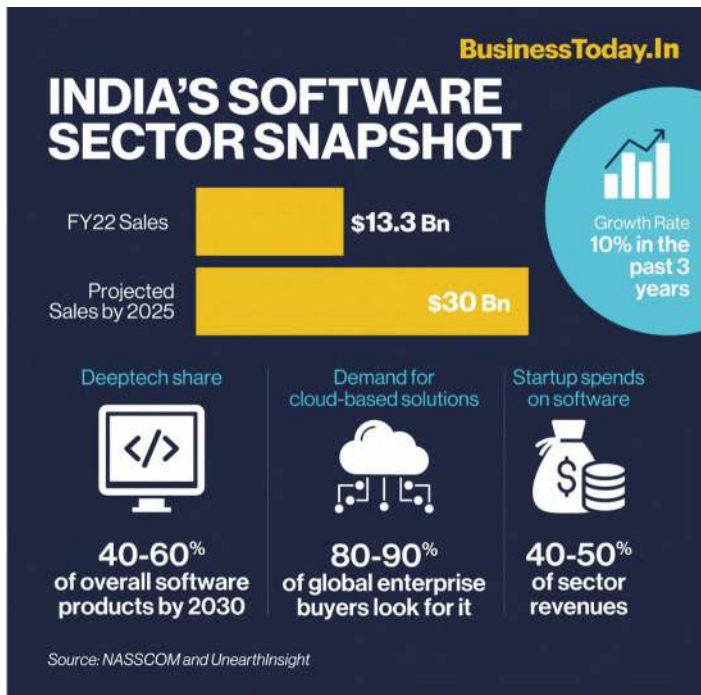 BusinessToday.In
INDIA'S SOFTWARE
SECTOR SNAPSHOT
FY22 Sales
$13.3 Bn
Projected
Sales by 2025
$30 Bn
Growth Rate
10% in the
past 3
years
Deeptech share
</>
40-60%
of overall software
products by 2030
Demand for
cloud-based solutions
80-90%
of global enterprise
buyers look for it
Startup spends
on software
$
40-50%
of sector
revenues
Source: NASSCOM and UnearthInsight